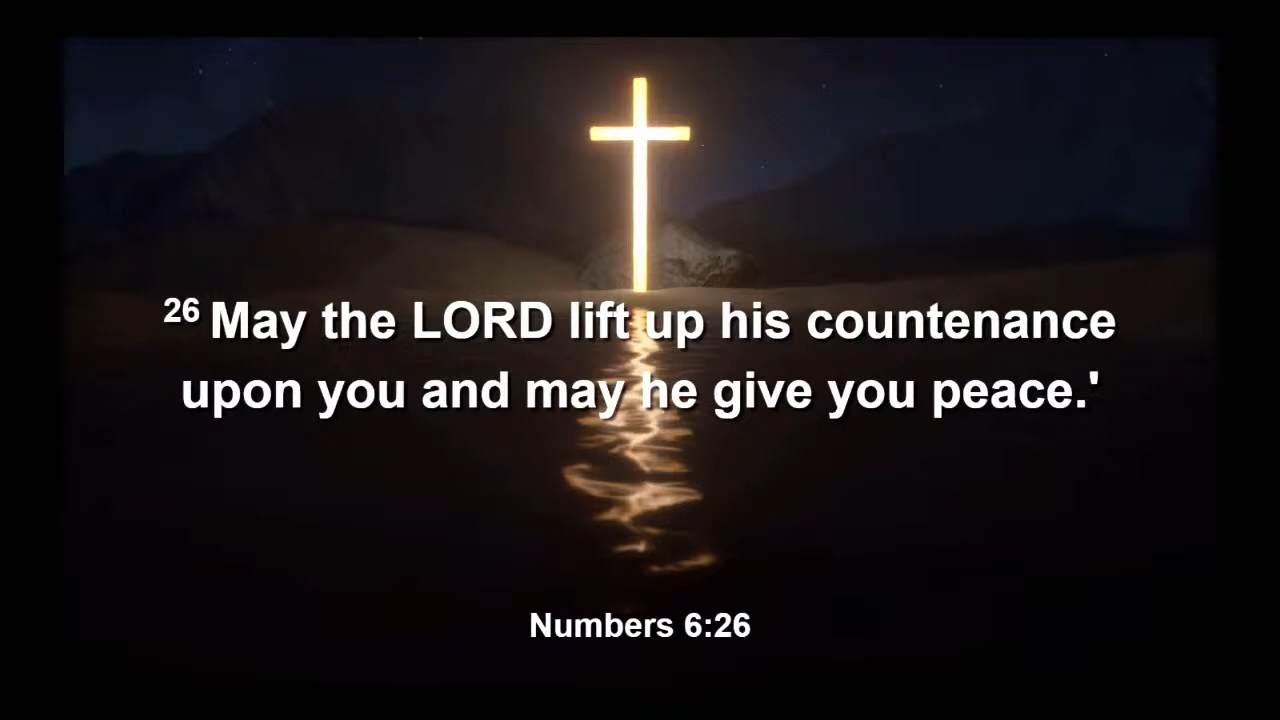 26 May the LORD lift up his countenance
upon you and may he give you peace.'
Numbers 6:26